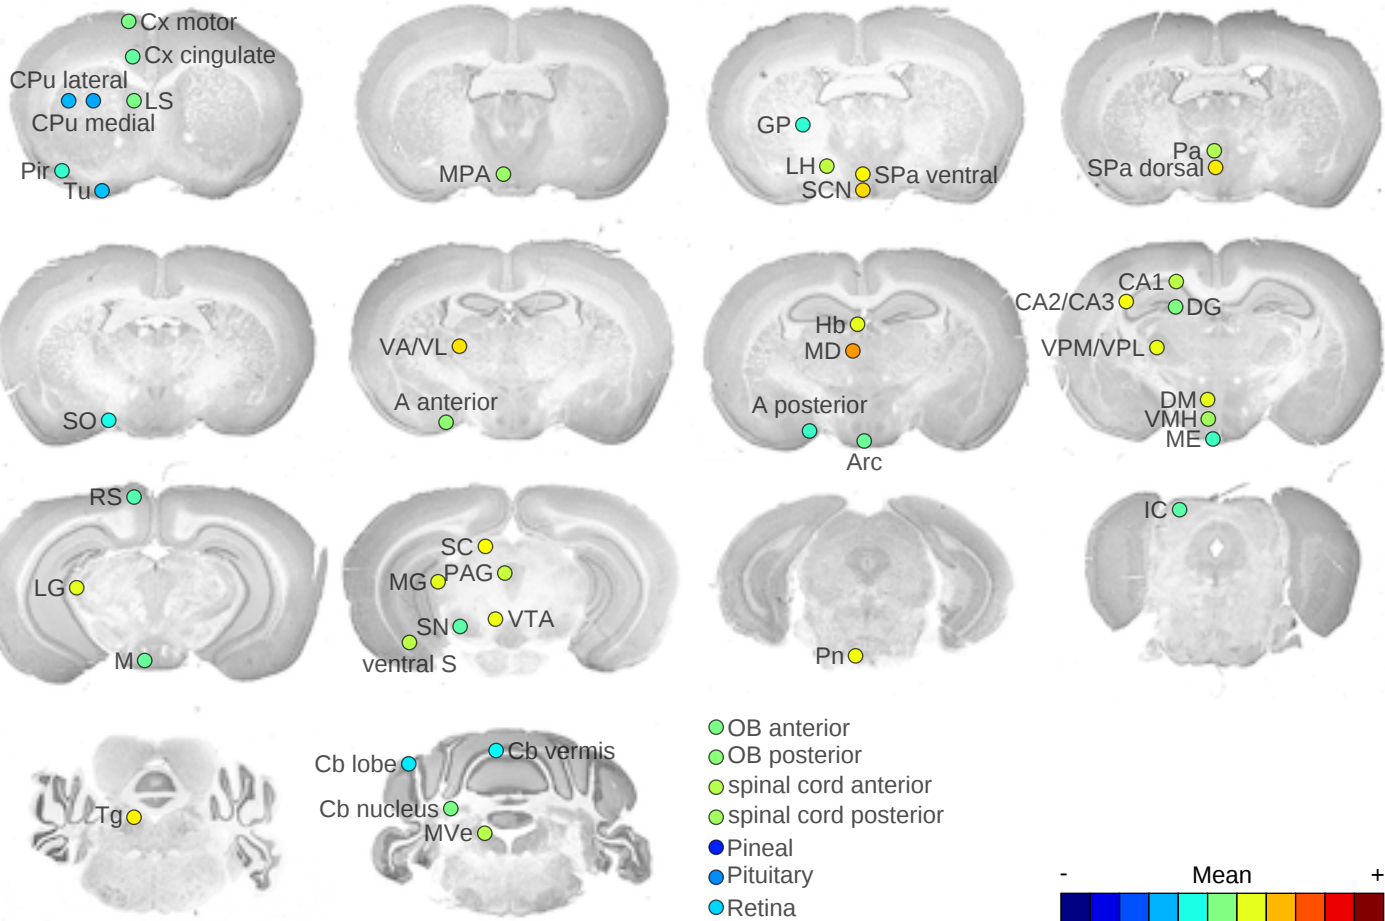 Cx motor
Cx cingulate
CPu lateral
LS
CPu medial
Pir
Tu
MPA
GP
LH
SPa ventral
SCN
Pa
SPa dorsal
SO
VA/VL
A anterior
Hb
MD
A posterior
Arc
CA1
CA2/CA3
DG
VPM/VPL
DM
VMH
ME
RS
LG
M
SC
MG
PAG
SN
VTA
ventral S
Pn
IC
Tg
Cb lobe
Cb vermis
Cb nucleus
MVe
OB anterior
OB posterior
spinal cord anterior
spinal cord posterior
Pineal
Pituitary
Retina
- Mean +